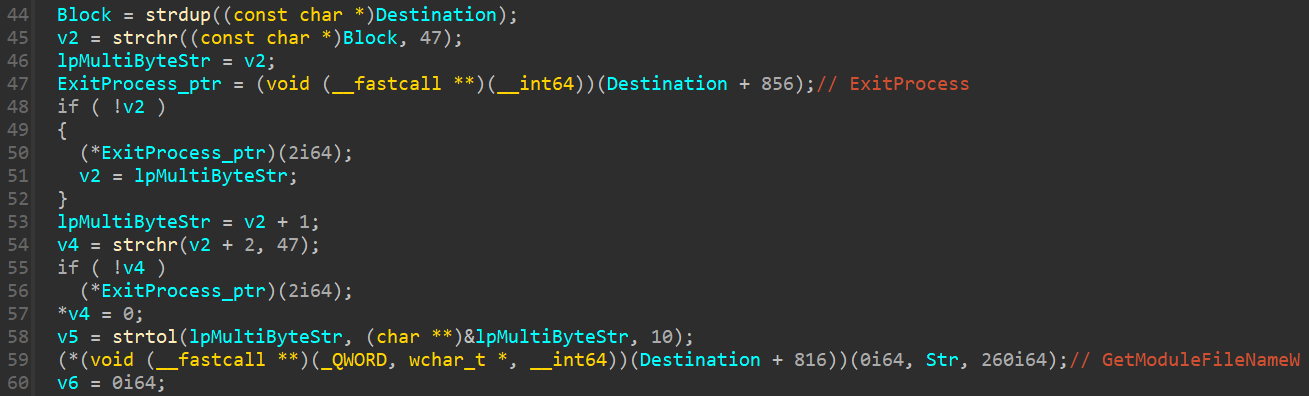 44 Block = strdup((const char *)Destination);
45 v2 = strchr((const char *)Block, 47);
46 lpMultiByteStr = v2;
47 ExitProcess_ptr = (void (__fastcall **)(__int64))(Destination + 856);// ExitProcess
48 if ( !v2 )
49 {
50   (*ExitProcess_ptr)(2i64);
51   v2 = lpMultiByteStr;
52 }
53 lpMultiByteStr = v2 + 1;
54 v4 = strchr(v2 + 2, 47);
55 if ( !v4 )
56   (*ExitProcess_ptr)(2i64);
57 *v4 = 0;
58 v5 = strtol(lpMultiByteStr, (char **)&lpMultiByteStr, 10);
59 (*(void (__fastcall **)(_QWORD, wchar_t *, __int64))(Destination + 816))(0i64, Str, 260i64);// GetModuleFileNameW
60 v6 = 0i64;